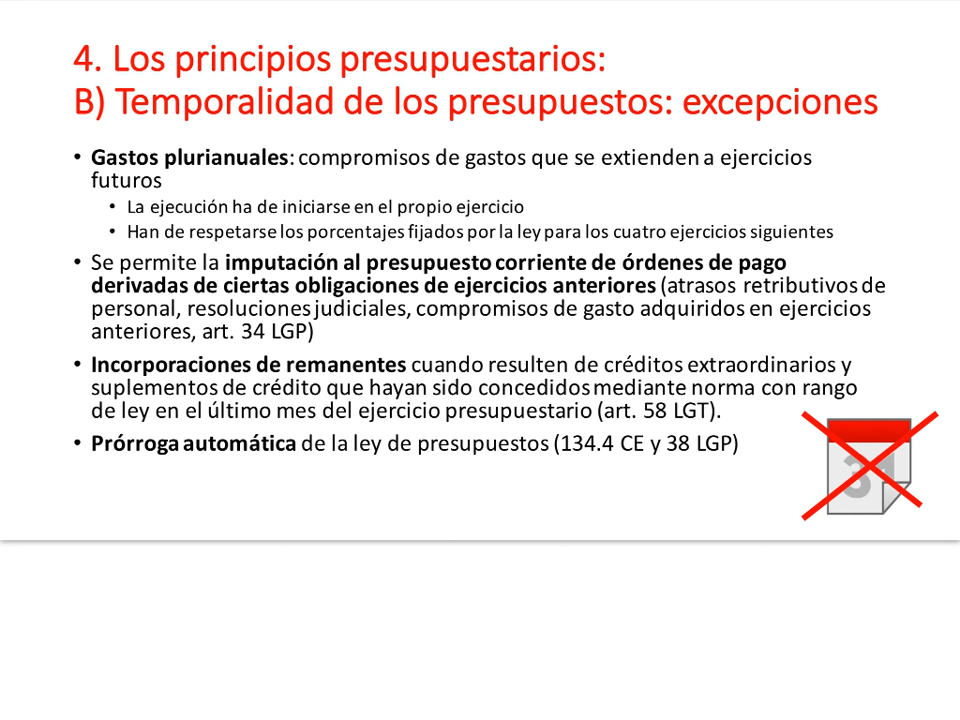 4. Los principios presupuestarios:
B) Temporalidad de los presupuestos: excepciones
• Gastos plurianuales: compromisos de gastos que se extienden a ejercicios
futuros
• La ejecución ha de iniciarse en el propio ejercicio
• Han de respetarse los porcentajes fijados por la ley para los cuatro ejercicios siguientes
• Se permite la imputación al presupuesto corriente de órdenes de pago
derivadas de ciertas obligaciones de ejercicios anteriores (atrasos retributivos de
personal, resoluciones judiciales, compromisos de gasto adquiridos en ejercicios
anteriores, art. 34 LGP)
• Incorporaciones de remanentes cuando resulten de créditos extraordinarios y
suplementos de crédito que hayan sido concedidos mediante norma con rango
de ley en el último mes del ejercicio presupuestario (art. 58 LGT).
• Prórroga automática de la ley de presupuestos (134.4 CE y 38 LGP)
31